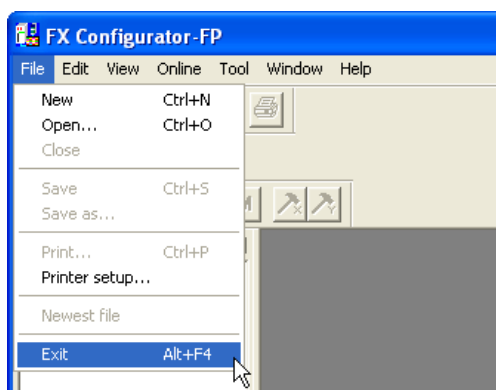 FX Configurator-FP
File Edit View Online Tool Window Help
New Ctrl+N
Open... Ctrl+O
Close
Save Ctrl+S
Save as...
Print... Ctrl+P
Printer setup...
Newest file
Exit Alt+F4